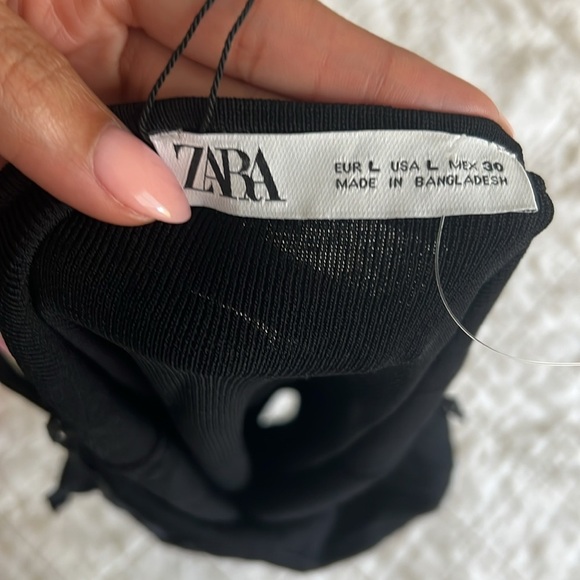 ZARA
EUR L USA L MEX 30
MADE IN BANGLADESH